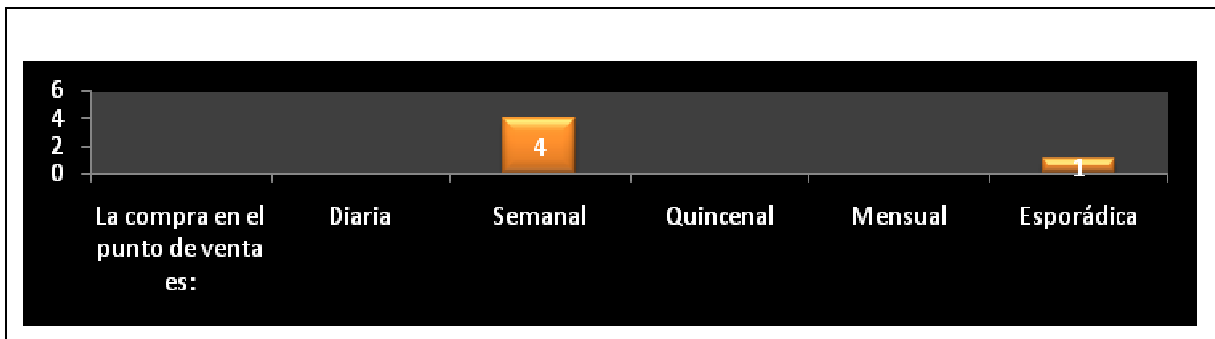 6
4
2
0
4
1
La compra en el
punto de venta
es:
Diaria
Semanal
Quincenal
Mensual
Esporádica